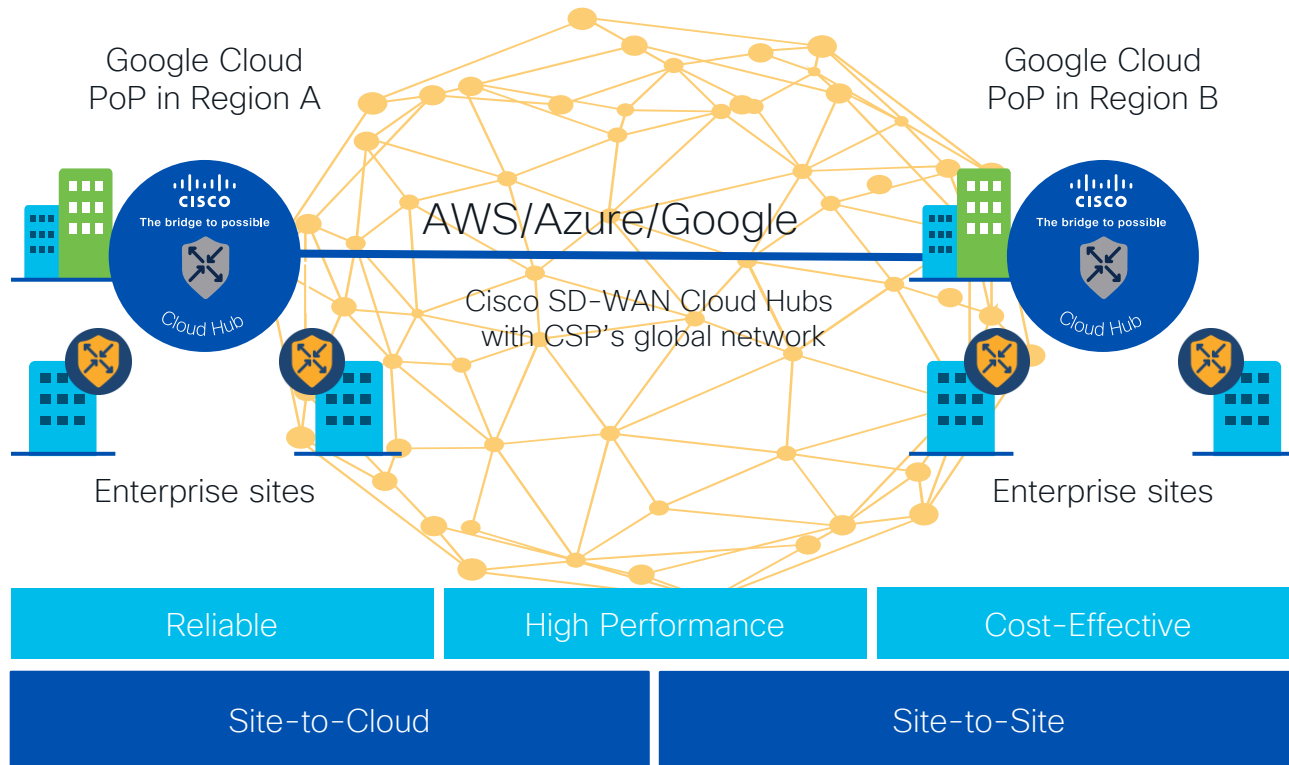 Google Cloud
PoP in Region A
Google Cloud
PoP in Region B
CISCO
The bridge to possible
Cloud Hub
AWS/Azure/Google
Cisco SD-WAN Cloud Hubs
with CSP's global network
CISCO
The bridge to possible
Cloud Hub
Enterprise sites
Enterprise sites
Reliable
High Performance
Cost-Effective
Site-to-Cloud
Site-to-Site